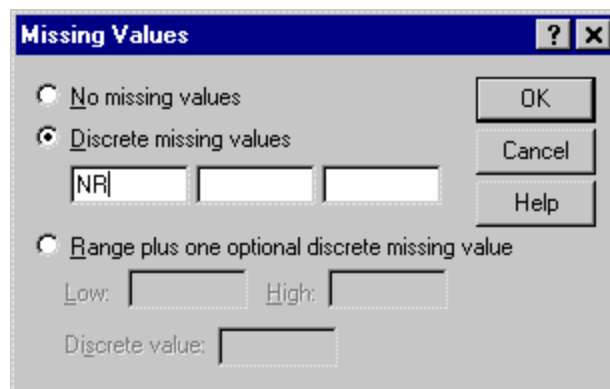 Missing Values
No missing values
OK
Discrete missing values
Cancel
NR
Help
Range plus one optional discrete missing value
Low: High:
Discrete value: